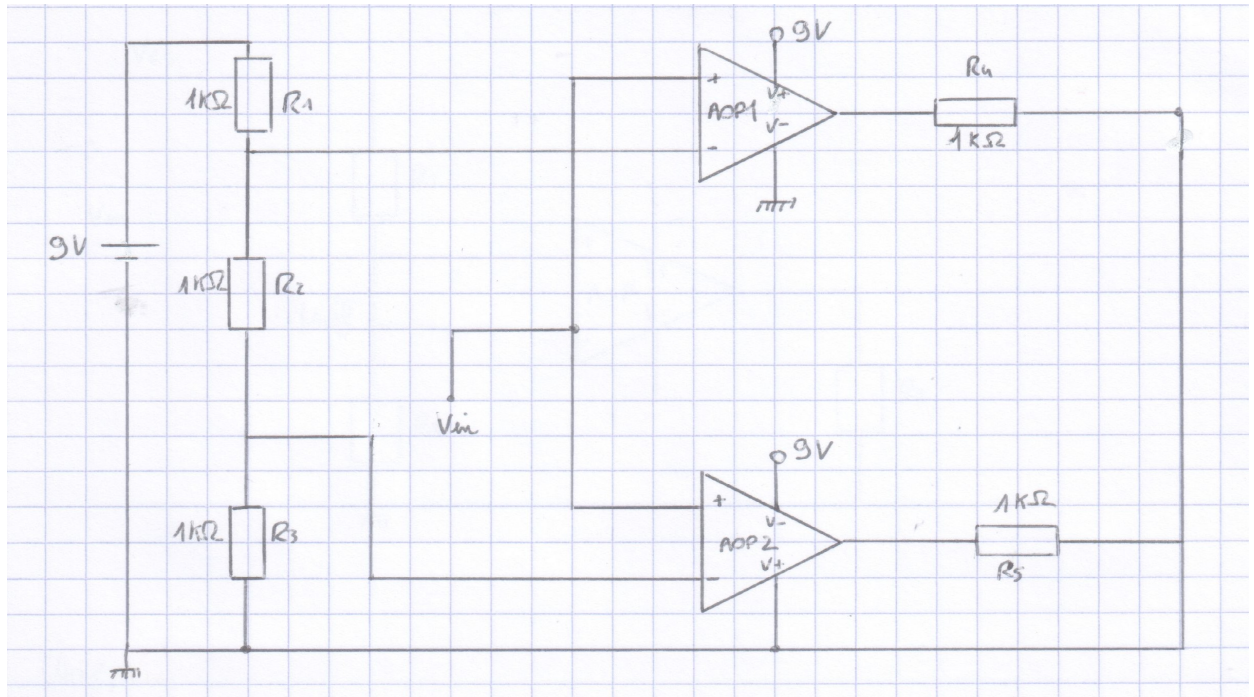 9V
1KΩ
R1
9V
1KΩ
R2
1KΩ
R3
Vin
9V
+
V+
AOP1
V-
-
R4
1KΩ
9V
+
V-
AOP2
V+
-
1KΩ
R5